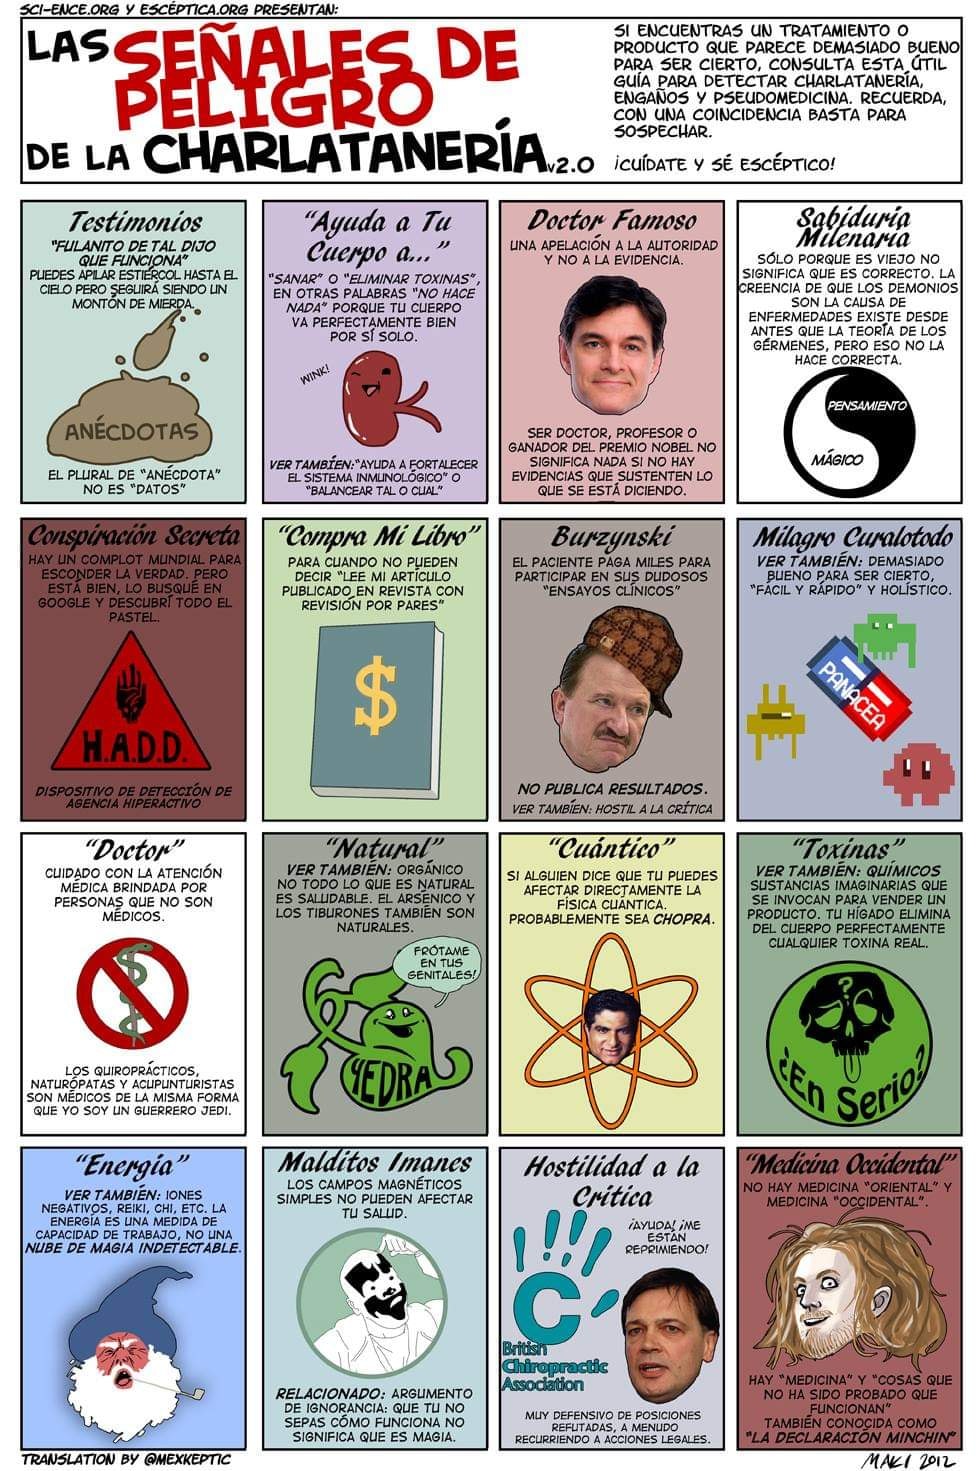 SCI-ENCE.ORG Y ESCÉPTICA.ORG PRESENTAN:
LAS SEÑALES DE
PELIGRO
DE LA CHARLATANERÍA v2.0
SI ENCUENTRAS UN TRATAMIENTO O
PRODUCTO QUE PARECE DEMASIADO BUENO
PARA SER CIERTO, CONSULTA ESTA ÚTIL
GUÍA PARA DETECTAR CHARLATANERÍA,
ENGAÑOS Y PSEUDOMEDICINA. RECUERDA,
CON UNA COINCIDENCIA BASTA PARA
SOSPECHAR.
¡CUÍDATE Y SÉ ESCÉPTICO!
Testimonios
"FULANITO DE TAL DIJO
QUE FUNCIONA"
PUEDES APILAR ESTIÉRCOL HASTA EL
CIELO PERO SEGUIRÁ SIENDO UN
MONTÓN DE MIERDA.
ANÉCDOTAS
EL PLURAL DE "ANÉCDOTA"
NO ES "DATOS"
"Ayuda a Tu
Cuerpo a..."
"SANAR" O "ELIMINAR TOXINAS",
EN OTRAS PALABRAS "NO HACE
NADA" PORQUE TU CUERPO
VA PERFECTAMENTE BIEN
POR SÍ SOLO.
WINK!
VER TAMBÍEN: "AYUDA A FORTALECER
EL SISTEMA INMUNOLÓGICO" O
"BALANCEAR TAL O CUAL"
Doctor Famoso
UNA APELACIÓN A LA AUTORIDAD
Y NO A LA EVIDENCIA.
SER DOCTOR, PROFESOR O
GANADOR DEL PREMIO NOBEL NO
SIGNIFICA NADA SI NO HAY
EVIDENCIAS QUE SUSTENTEN LO
QUE SE ESTÁ DICIENDO.
Sabiduría
Milenaria
SÓLO PORQUE ES VIEJO NO
SIGNIFICA QUE ES CORRECTO. LA
CREENCIA DE QUE LOS DEMONIOS
SON LA CAUSA DE
ENFERMEDADES EXISTE DESDE
ANTES QUE LA TEORÍA DE LOS
GÉRMENES, PERO ESO NO LA
HACE CORRECTA.
PENSAMIENTO
MÁGICO
Conspiración Secreta
HAY UN COMPLOT MUNDIAL PARA
ESCONDER LA VERDAD. PERO
ESTÁ BIEN, LO BUSQUÉ EN
GOOGLE Y DESCUBRÍ TODO EL
PASTEL.
H.A.D.D.
DISPOSITIVO DE DETECCIÓN DE
AGENCIA HIPERACTIVO
"Compra Mi Libro"
PARA CUANDO NO PUEDEN
DECIR "LEE MI ARTÍCULO
PUBLICADO EN REVISTA CON
REVISIÓN POR PARES"
$
Burzynski
EL PACIENTE PAGA MILES PARA
PARTICIPAR EN SUS DUDOSOS
"ENSAYOS CLÍNICOS"
NO PUBLICA RESULTADOS.
VER TAMBÍEN: HOSTIL A LA CRÍTICA
Milagro Curalotodo
VER TAMBIÉN: DEMASIADO
BUENO PARA SER CIERTO,
"FÁCIL Y RÁPIDO" Y HOLÍSTICO.
PANACEA
"Doctor"
CUIDADO CON LA ATENCIÓN
MÉDICA BRINDADA POR
PERSONAS QUE NO SON
MÉDICOS.
LOS QUIROPRÁCTICOS,
NATURÓPATAS Y ACUPUNTURISTAS
SON MÉDICOS DE LA MISMA FORMA
QUE YO SOY UN GUERRERO JEDI.
"Natural"
VER TAMBIÉN: ORGÁNICO
NO TODO LO QUE ES NATURAL
ES SALUDABLE. EL ARSÉNICO Y
LOS TIBURONES TAMBIÉN SON
NATURALES.
FRÓTAME
EN TUS
GENITALES!
YEDRA
"Cuántico"
SI ALGUIEN DICE QUE TU PUEDES
AFECTAR DIRECTAMENTE LA
FÍSICA CUÁNTICA.
PROBABLEMENTE SEA CHOPRA.
"Toxinas"
VER TAMBIÉN: QUÍMICOS
SUSTANCIAS IMAGINARIAS QUE
SE INVOCAN PARA VENDER UN
PRODUCTO. TU HÍGADO ELIMINA
DEL CUERPO PERFECTAMENTE
CUALQUIER TOXINA REAL.
?
¿En Serio?
"Energía"
VER TAMBIÉN: IONES
NEGATIVOS, REIKI, CHI, ETC. LA
ENERGÍA ES UNA MEDIDA DE
CAPACIDAD DE TRABAJO, NO UNA
NUBE DE MAGIA INDETECTABLE.
Malditos Imanes
LOS CAMPOS MAGNÉTICOS
SIMPLES NO PUEDEN AFECTAR
TU SALUD.
RELACIONADO: ARGUMENTO
DE IGNORANCIA: QUE TU NO
SEPAS CÓMO FUNCIONA NO
SIGNIFICA QUE ES MAGIA.
Hostilidad a la
Crítica
¡AYUDA! ¡ME
ESTÁN
REPRIMIENDO!
British
Chiropractic
Association
MUY DEFENSIVO DE POSICIONES
REFUTADAS, A MENUDO
RECURRIENDO A ACCIONES LEGALES.
"Medicina Occidental"
NO HAY MEDICINA "ORIENTAL" Y
MEDICINA "OCCIDENTAL".
HAY "MEDICINA" Y "COSAS QUE
NO HA SIDO PROBADO QUE
FUNCIONAN"
TAMBIÉN CONOCIDA COMO
"LA DECLARACIÓN MINCHIN"
TRANSLATION BY @MEXKEPTIC
MAKI 2012